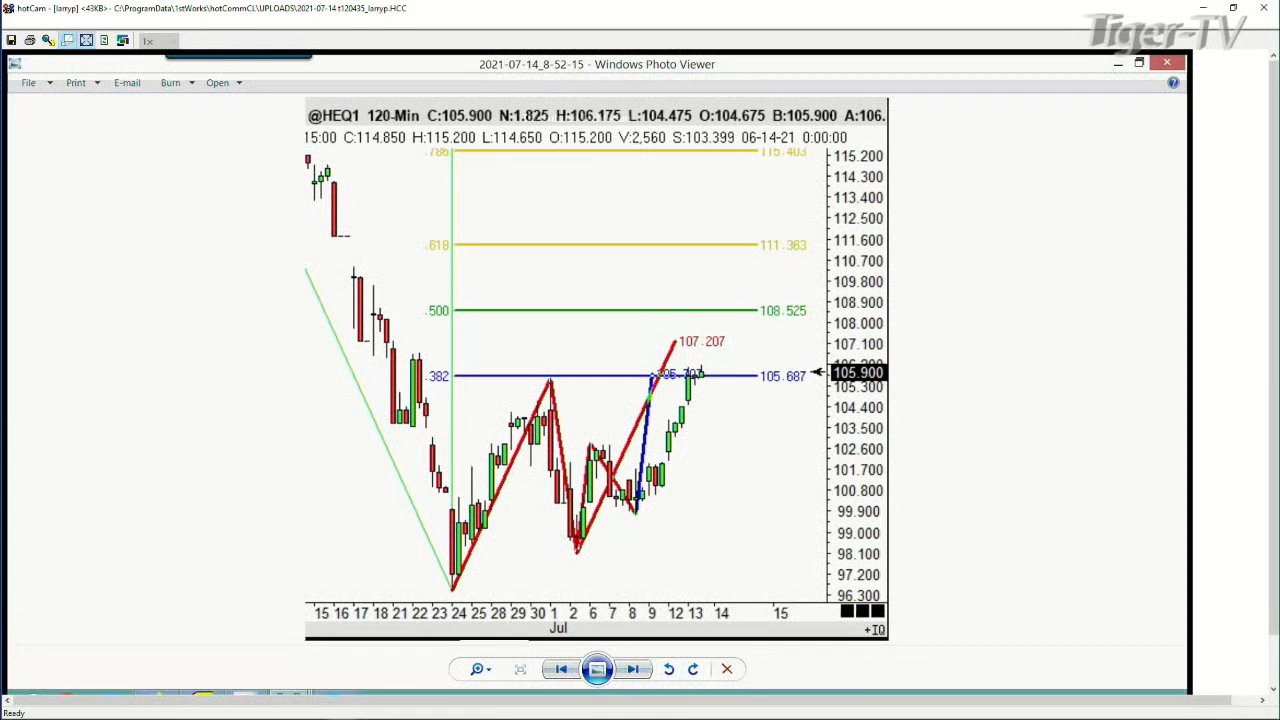 hotCam - [larryp] <43KB> - C:\ProgramData\1stWorks\hotCommCL\UPLOADS\2021-07-14 t120435_larryp.HCC
Tiger-TV
1x
2021-07-14_8-52-15 - Windows Photo Viewer
File Print E-mail Burn Open
@HEQ1 120-Min C:105.900 N:1.825 H:106.175 L:104.475 O:104.675 B:105.900 A:106.
15:00 C:114.850 H:115.200 L:114.650 O:115.200 V:2,560 S:103.399 06-14-21 0:00:00
.786 115.403 115.200
114.300
113.400
112.500
.618 111.363 111.600
110.700
109.800
108.900
.500 108.525
108.000
107.207 107.100
.382 105.687 105.900
105.300
104.400
103.500
102.600
101.700
100.800
99.900
99.000
98.100
97.200
96.300
15 16 17 18 21 22 23 24 25 28 29 30 1 2 6 7 8 9 12 13 14 15
Jul +IQ
Ready